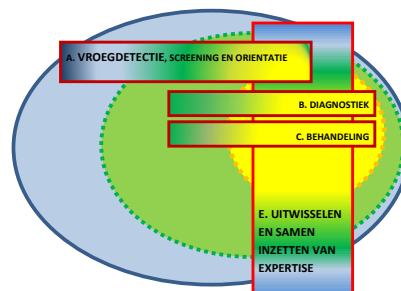 A. VROEGDETECTIE, SCREENING EN ORIENTATIE
B. DIAGNOSTIEK
C. BEHANDELING
E. UITWISSELEN
EN SAMEN
INZETTEN VAN
EXPERTISE